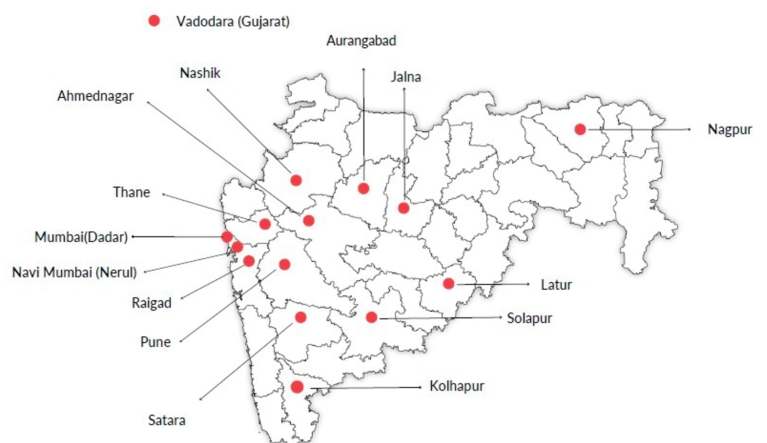 Vadodara (Gujarat)
Aurangabad
Nashik
Jalna
Ahmednagar
Nagpur
Thane
Mumbai(Dadar)
Navi Mumbai (Nerul)
Latur
Raigad
Solapur
Pune
Kolhapur
Satara